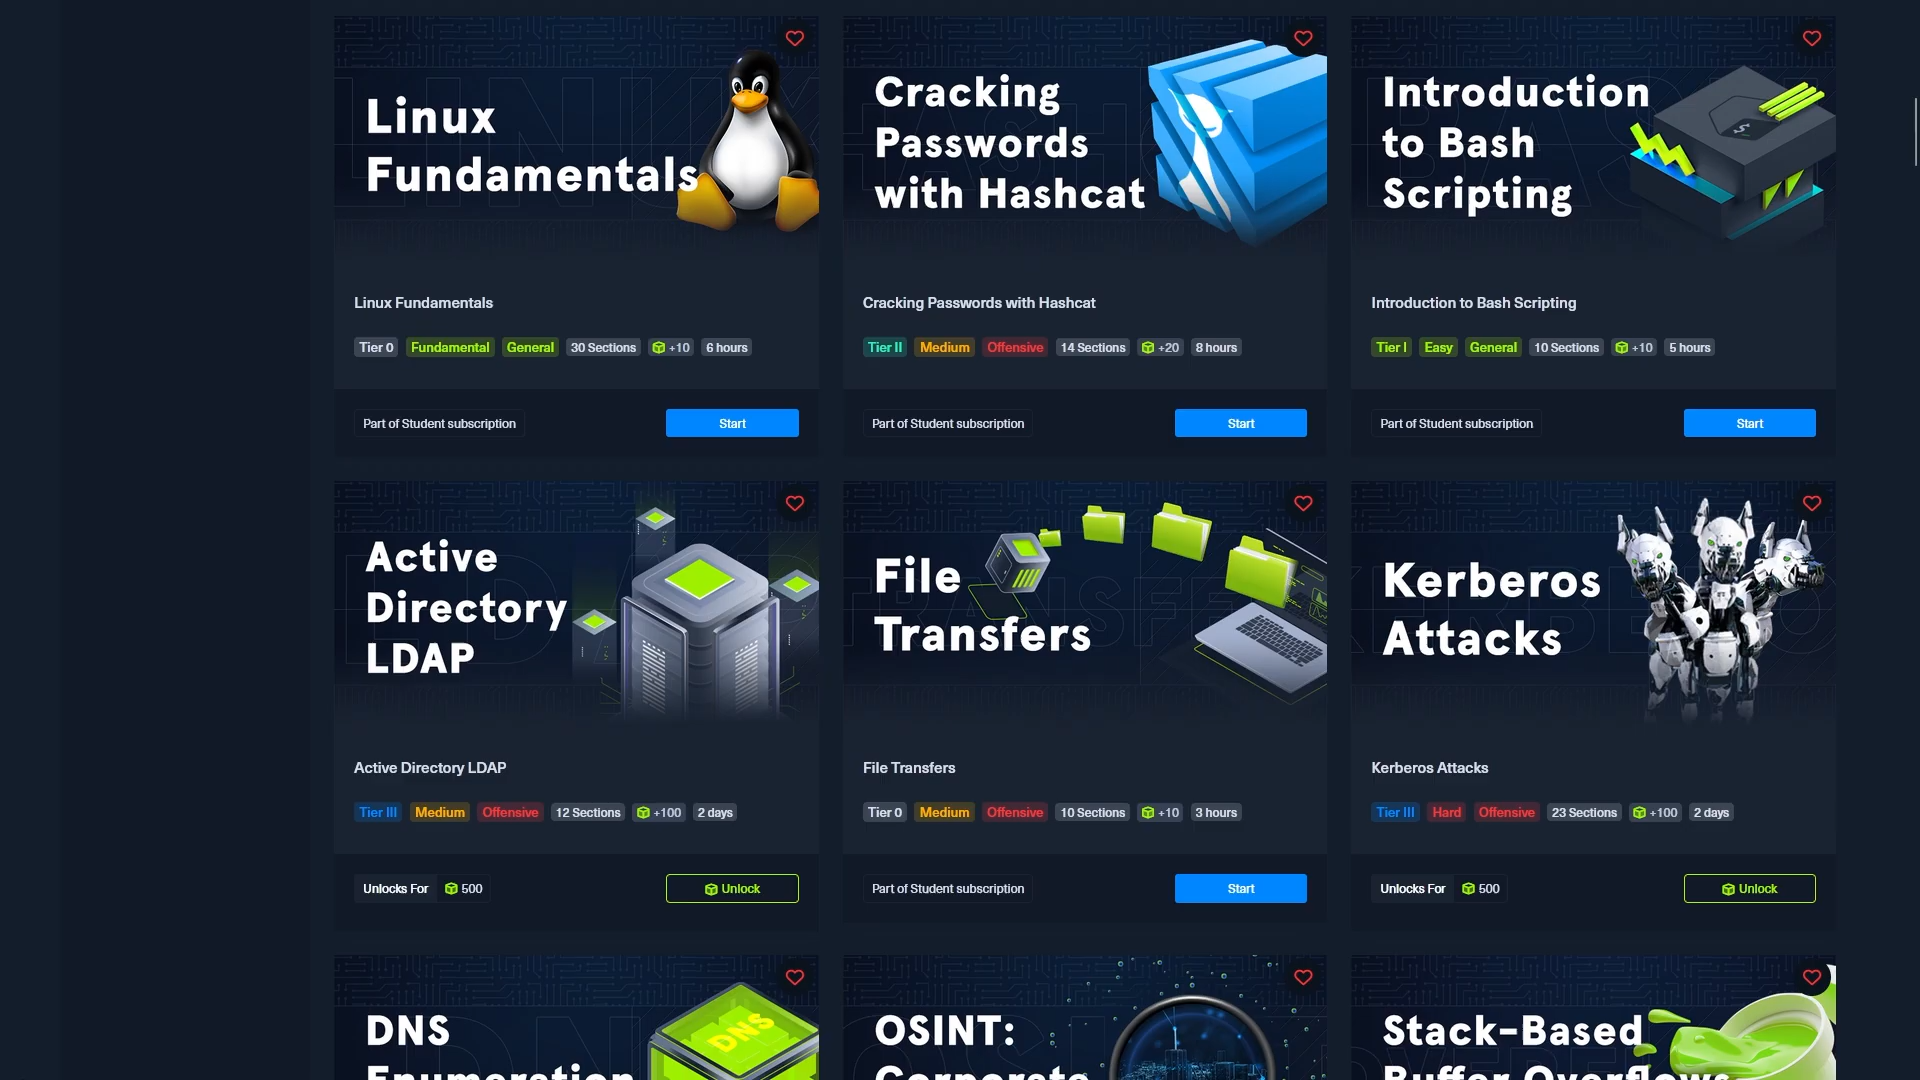 Linux
Fundamentals
Linux Fundamentals
Tier 0 Fundamental General 30 Sections +10 6 hours
Part of Student subscription Start
Cracking
Passwords
with Hashcat
Cracking Passwords with Hashcat
Tier II Medium Offensive 14 Sections +20 8 hours
Part of Student subscription Start
Introduction
to Bash
Scripting
Introduction to Bash Scripting
Tier I Easy General 10 Sections +10 5 hours
Part of Student subscription Start
Active
Directory
LDAP
Active Directory LDAP
Tier III Medium Offensive 12 Sections +100 2 days
Unlocks For 500 Unlock
File
Transfers
File Transfers
Tier 0 Medium Offensive 10 Sections +10 3 hours
Part of Student subscription Start
Kerberos
Attacks
Kerberos Attacks
Tier III Hard Offensive 23 Sections +100 2 days
Unlocks For 500 Unlock
DNS
Enumeration
DNS
OSINT:
Corporate
Stack-Based
Buffer Overflows